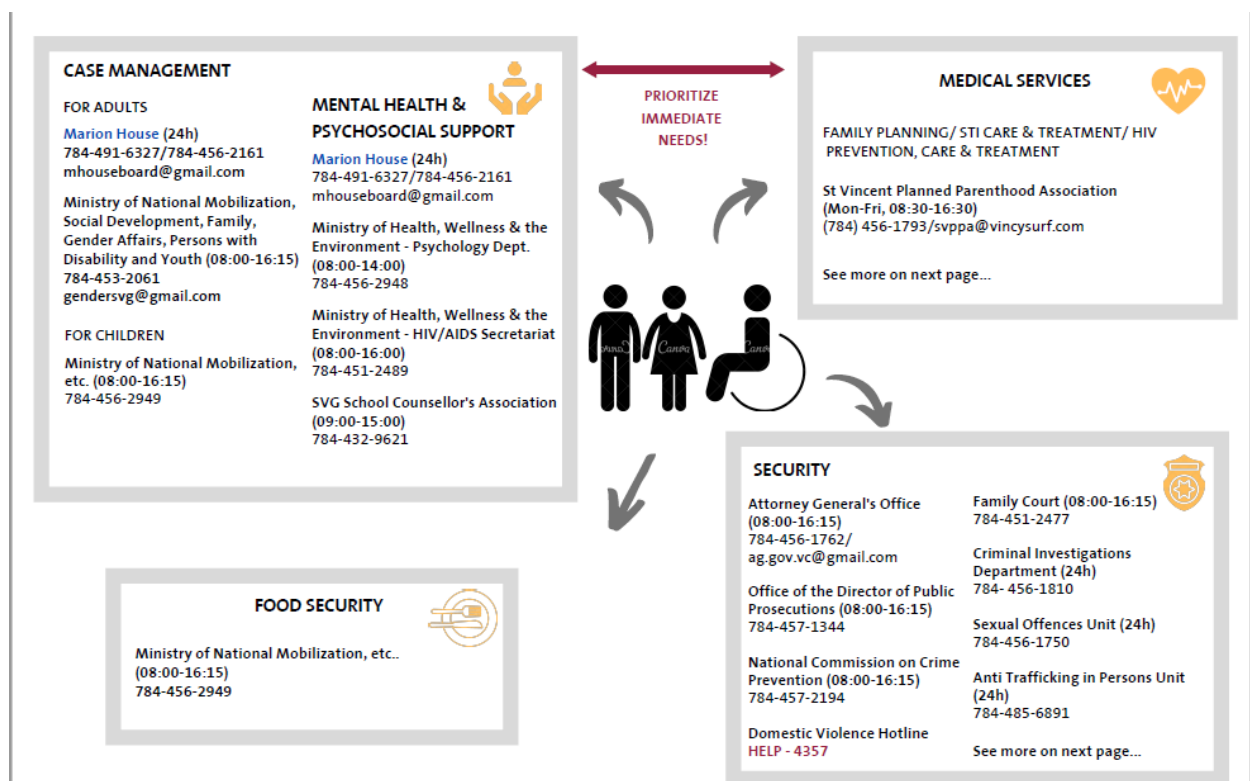 CASE MANAGEMENT
FOR ADULTS
Marion House (24h)
784-491-6327/784-456-2161
mhouseboard@gmail.com
Ministry of National Mobilization,
Social Development, Family,
Gender Affairs, Persons with
Disability and Youth (08:00-16:15)
784-453-2061
gendersvg@gmail.com
FOR CHILDREN
Ministry of National Mobilization,
etc. (08:00-16:15)
784-456-2949
MENTAL HEALTH &
PSYCHOSOCIAL SUPPORT
Marion House (24h)
784-491-6327/784-456-2161
mhouseboard@gmail.com
Ministry of Health, Wellness & the
Environment - Psychology Dept.
(08:00-14:00)
784-456-2948
Ministry of Health, Wellness & the
Environment - HIV/AIDS Secretariat
(08:00-16:00)
784-451-2489
SVG School Counsellor's Association
(09:00-15:00)
784-432-9621
PRIORITIZE
IMMEDIATE
NEEDS!
MEDICAL SERVICES
FAMILY PLANNING/ STI CARE & TREATMENT/ HIV
PREVENTION, CARE & TREATMENT
St Vincent Planned Parenthood Association
(Mon-Fri, 08:30-16:30)
(784) 456-1793/svppa@vincysurf.com
See more on next page...
Canva
FOOD SECURITY
Ministry of National Mobilization, etc..
(08:00-16:15)
784-456-2949
SECURITY
Attorney General's Office
(08:00-16:15)
784-456-1762/
ag.gov.vc@gmail.com
Office of the Director of Public
Prosecutions (08:00-16:15)
784-457-1344
National Commission on Crime
Prevention (08:00-16:15)
784-457-2194
Domestic Violence Hotline
HELP - 4357
Family Court (08:00-16:15)
784-451-2477
Criminal Investigations
Department (24h)
784- 456-1810
Sexual Offences Unit (24h)
784-456-1750
Anti Trafficking in Persons Unit
(24h)
784-485-6891
See more on next page...